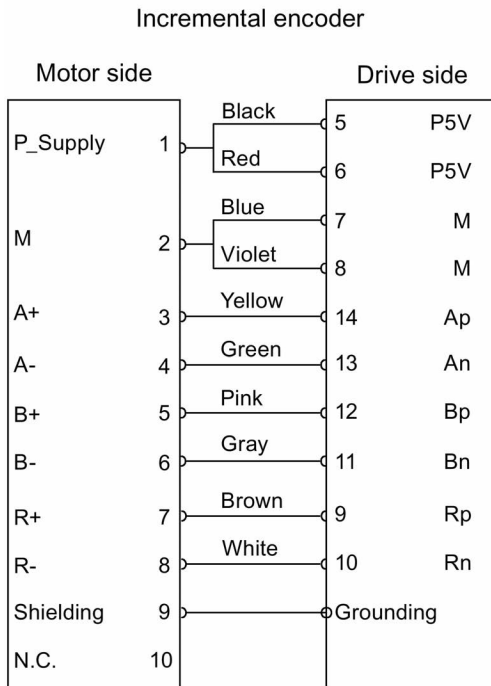 Incremental encoder
Motor side
Drive side
Black
P_Supply 1 5 P5V
Red
6 P5V
Blue
7 M
M 2
Violet
8 M
Yellow
A+ 3 14 Ap
Green
A- 4 13 An
Pink
B+ 5 12 Bp
Gray
B- 6 11 Bn
Brown
R+ 7 9 Rp
White
R- 8 10 Rn
Shielding 9 Grounding
N.C. 10